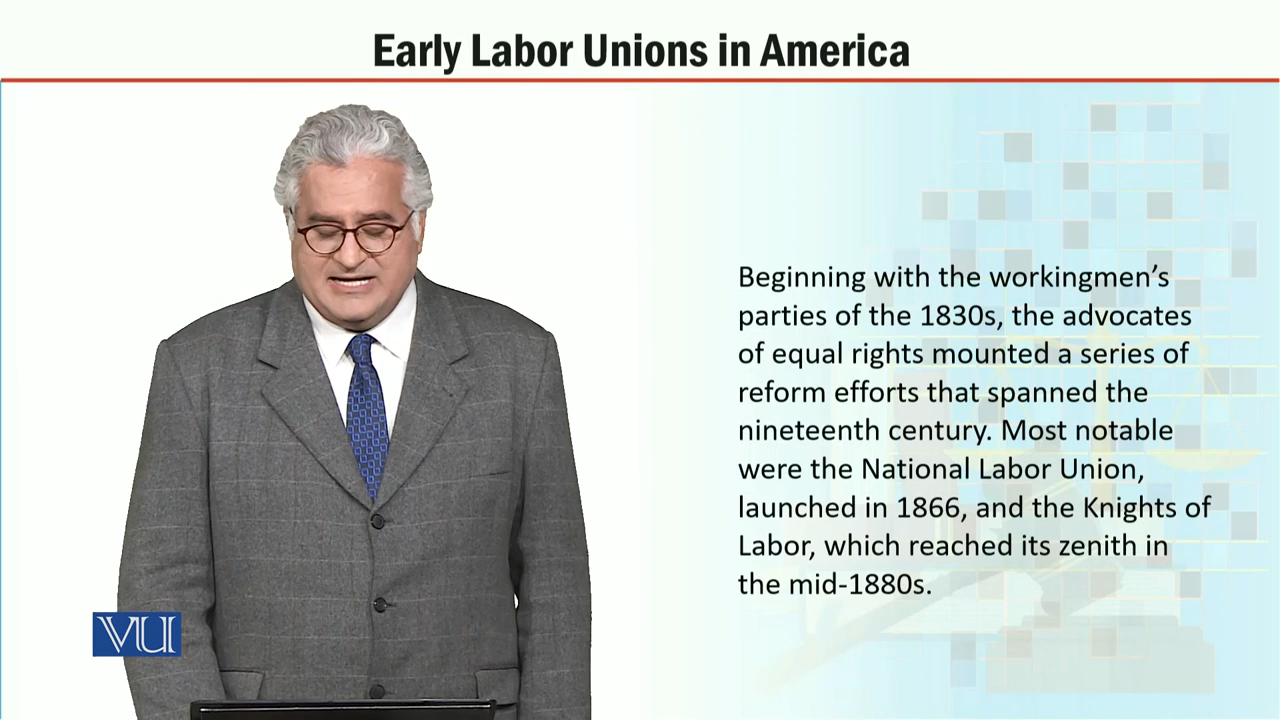 Early Labor Unions in America
Beginning with the workingmen’s
parties of the 1830s, the advocates
of equal rights mounted a series of
reform efforts that spanned the
nineteenth century. Most notable
were the National Labor Union,
launched in 1866, and the Knights of
Labor, which reached its zenith in
the mid-1880s.
VU